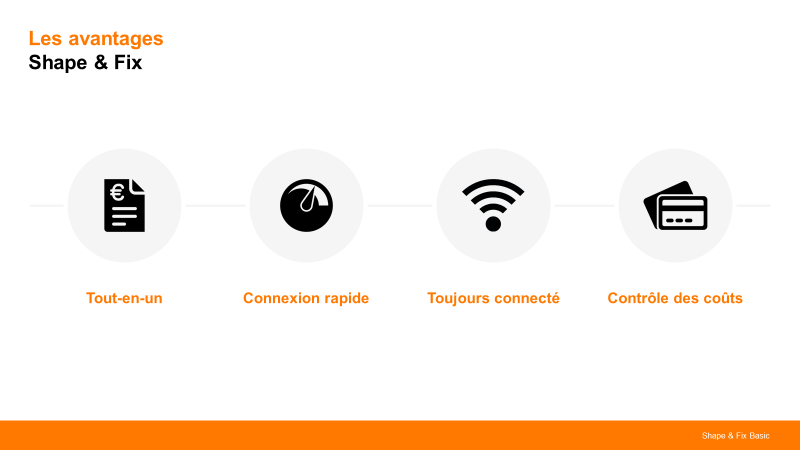 Les avantages
Shape & Fix
€
Tout-en-un
Connexion rapide
Toujours connecté
Contrôle des coûts
Shape & Fix Basic